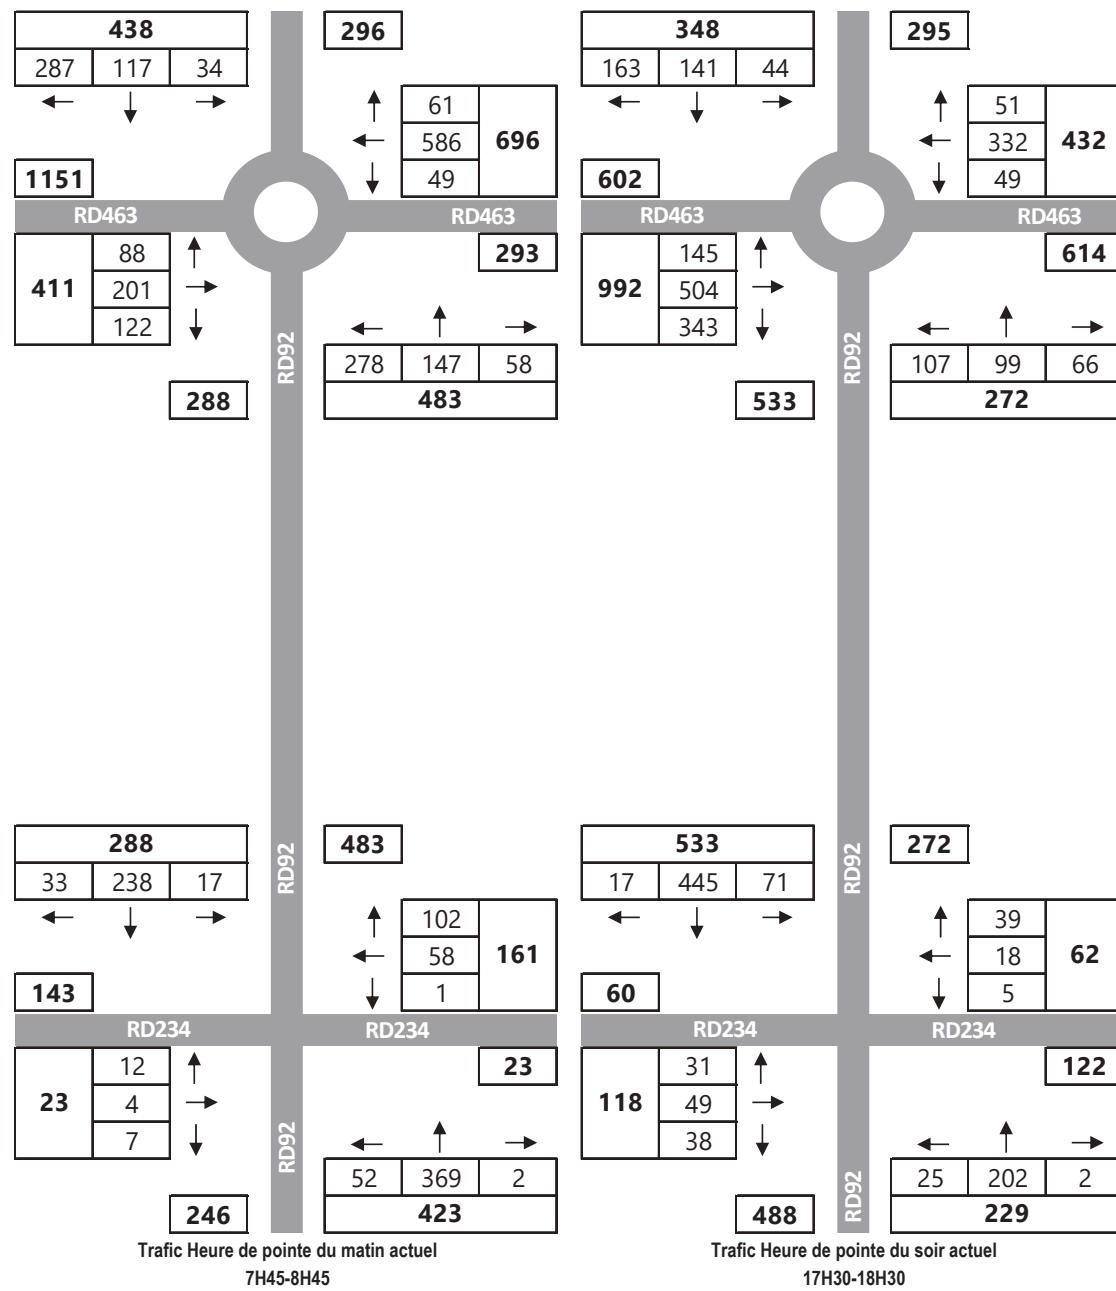 438
287 117 34
296
61
586 696
49
1151
RD463 RD463
88
411 201
122
293
278 147 58
483
288
RD92
348
163 141 44
295
51
332 432
49
602
RD463 RD463
145
992 504
343
614
107 99 66
272
533
RD92
288
33 238 17
483
RD92
102
58 161
1
143
RD234 RD234
12
23 4
7
23
52 369 2
423
246
RD92
Trafic Heure de pointe du matin actuel
7H45-8H45
533
17 445 71
272
RD92
39
18 62
5
60
RD234 RD234
31
118 49
38
122
25 202 2
229
488
RD92
Trafic Heure de pointe du soir actuel
17H30-18H30